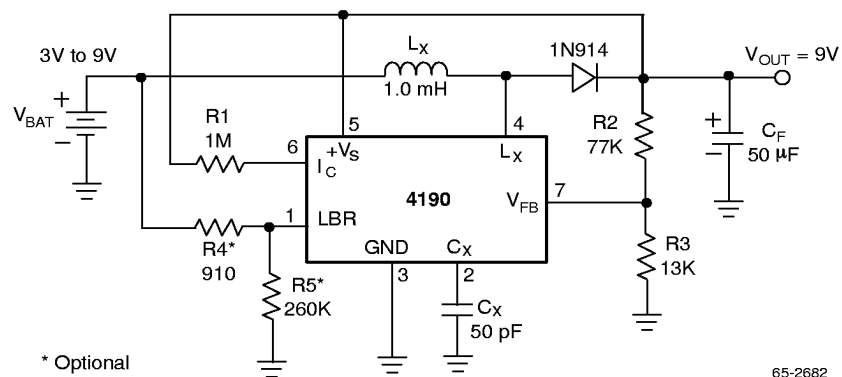 3V to 9V
L_X
1.0 mH
1N914
V_OUT = 9V
V_BAT
+
−
R1
1M
6
5
4
I_C
+V_S
L_X
4190
V_FB
7
R2
77K
+
−
C_F
50 µF
1
LBR
R4*
910
GND
C_X
3
2
R3
13K
R5*
260K
C_X
50 pF
* Optional
65-2682